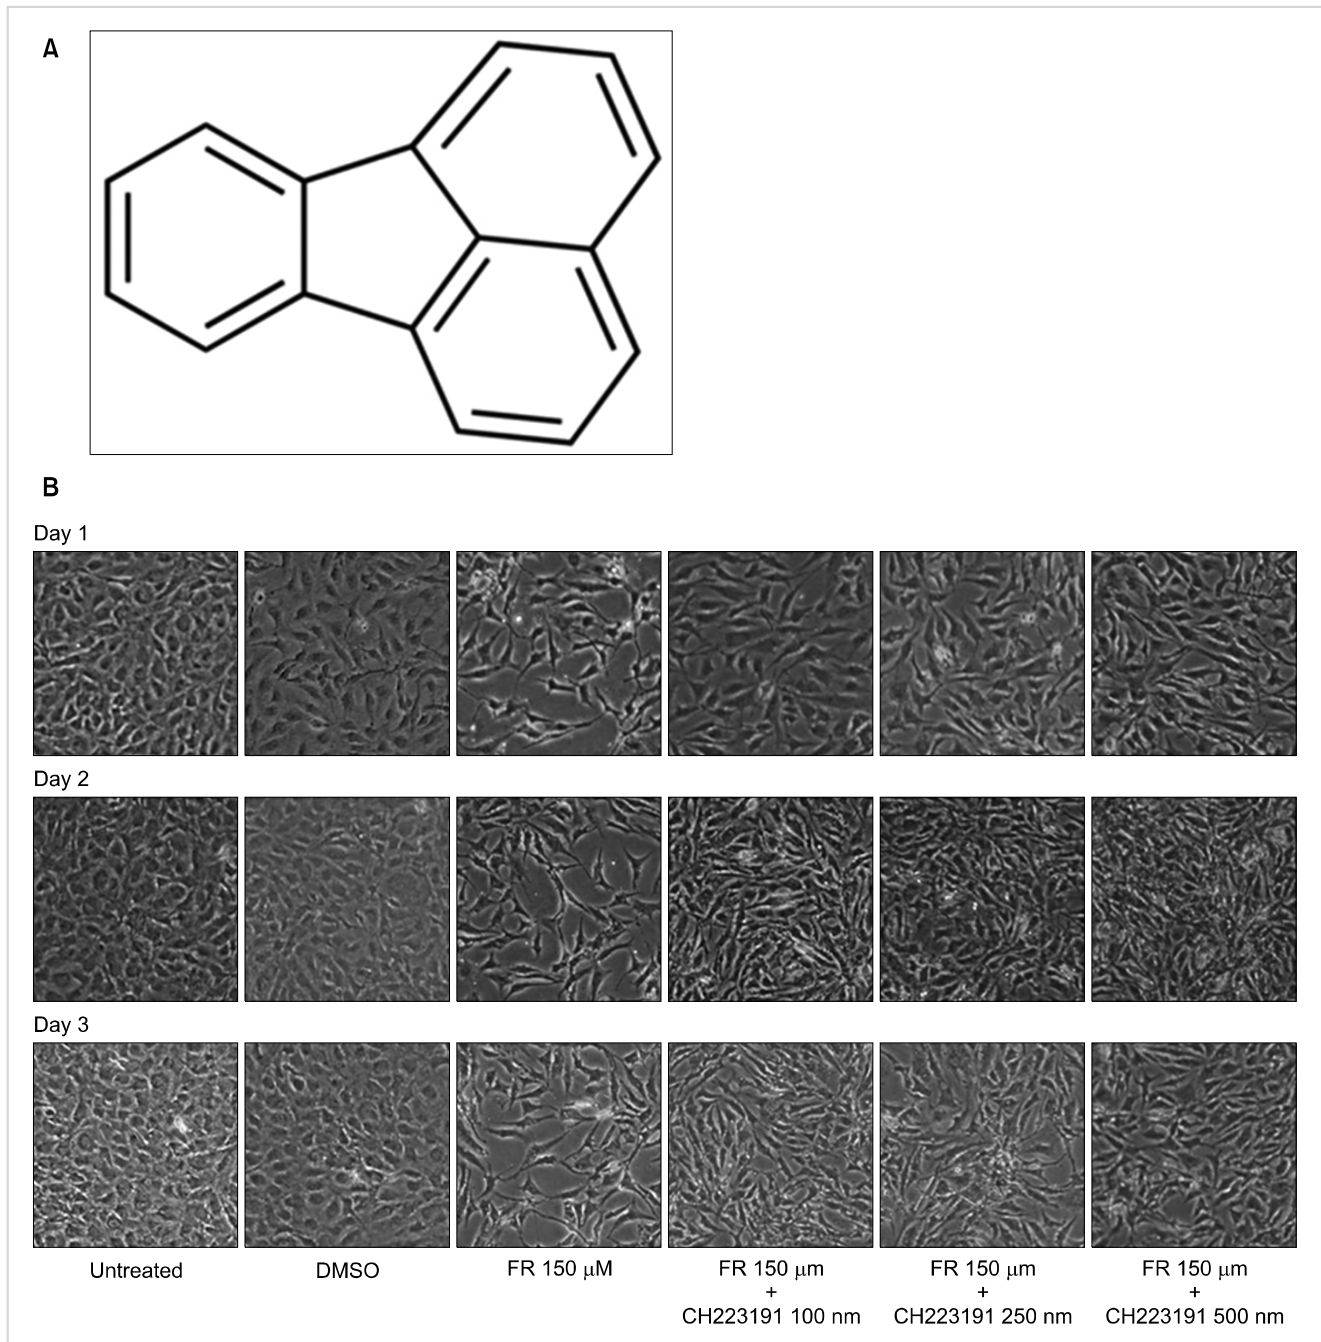 A
B
Day 1
Day 2
Day 3
Untreated
DMSO
FR 150 μM
FR 150 μm
+
CH223191 100 nm
FR 150 μm
+
CH223191 250 nm
FR 150 μm
+
CH223191 500 nm